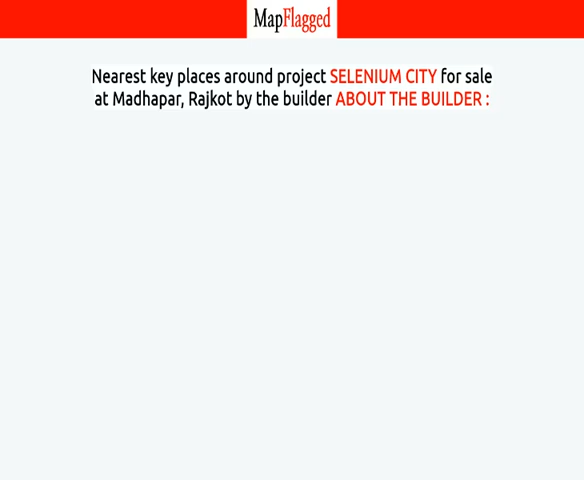 MapFlagged
Nearest key places around project SELENIUM CITY for sale
at Madhapar, Rajkot by the builder ABOUT THE BUILDER :